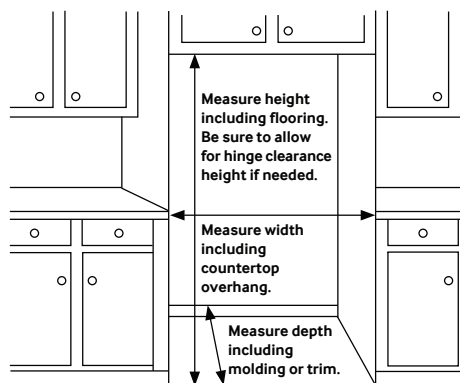 Measure height
including flooring.
Be sure to allow
for hinge clearance
height if needed.
Measure width
including
countertop
overhang.
Measure depth
including
molding or trim.